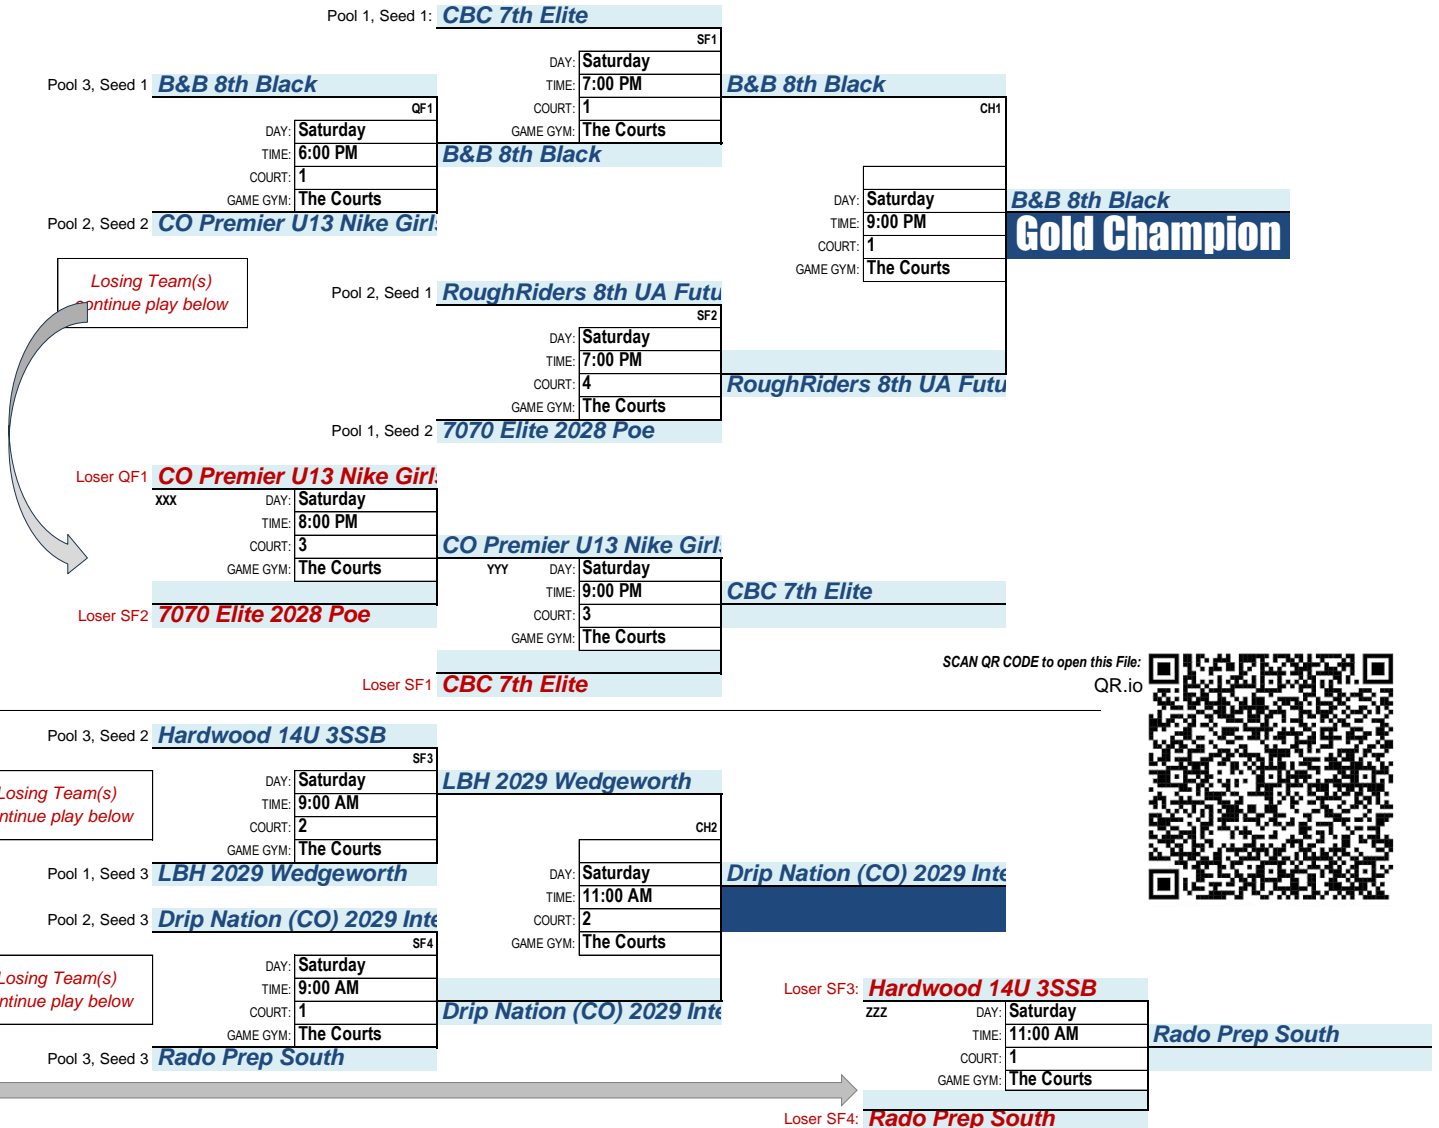 Pool 1, Seed 1: CBC 7th Elite
SF1
DAY: Saturday
Pool 3, Seed 1 B&B 8th Black
TIME: 7:00 PM
B&B 8th Black
QF1
COURT: 1
CH1
DAY: Saturday
GAME GYM: The Courts
TIME: 6:00 PM
B&B 8th Black
COURT: 1
GAME GYM: The Courts
DAY: Saturday
B&B 8th Black
Pool 2, Seed 2 CO Premier U13 Nike Girls
TIME: 9:00 PM
Gold Champion
COURT: 1
GAME GYM: The Courts
Losing Team(s)
continue play below
Pool 2, Seed 1 RoughRiders 8th UA Futu
SF2
DAY: Saturday
TIME: 7:00 PM
COURT: 4
RoughRiders 8th UA Futu
GAME GYM: The Courts
Pool 1, Seed 2 7070 Elite 2028 Poe
Loser QF1 CO Premier U13 Nike Girls
XXX DAY: Saturday
TIME: 8:00 PM
COURT: 3
CO Premier U13 Nike Girls
GAME GYM: The Courts
YYY DAY: Saturday
TIME: 9:00 PM
CBC 7th Elite
Loser SF2 7070 Elite 2028 Poe
COURT: 3
GAME GYM: The Courts
SCAN QR CODE to open this File:
QR.io
Loser SF1 CBC 7th Elite
Pool 3, Seed 2 Hardwood 14U 3SSB
SF3
DAY: Saturday
LBH 2029 Wedgeworth
Losing Team(s)
ntinue play below
TIME: 9:00 AM
COURT: 2
CH2
GAME GYM: The Courts
Pool 1, Seed 3 LBH 2029 Wedgeworth
DAY: Saturday
Drip Nation (CO) 2029 Inte
TIME: 11:00 AM
Pool 2, Seed 3 Drip Nation (CO) 2029 Inte
COURT: 2
SF4
GAME GYM: The Courts
Losing Team(s)
ntinue play below
DAY: Saturday
TIME: 9:00 AM
Loser SF3: Hardwood 14U 3SSB
COURT: 1
Drip Nation (CO) 2029 Inte
ZZZ DAY: Saturday
GAME GYM: The Courts
TIME: 11:00 AM
Rado Prep South
Pool 3, Seed 3 Rado Prep South
COURT: 1
GAME GYM: The Courts
Loser SF4: Rado Prep South